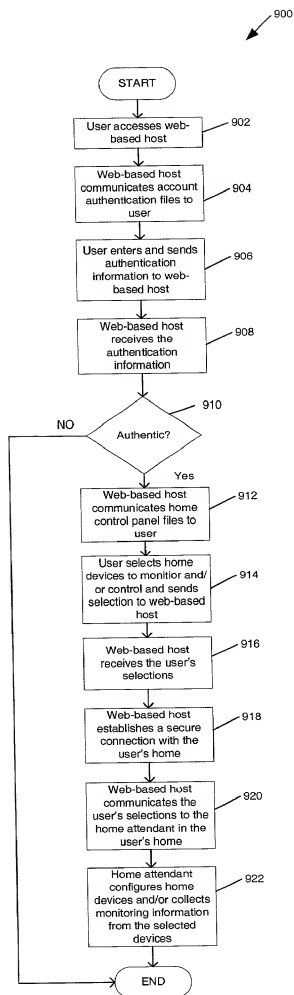 900
START
User accesses web-
based host
902
Web-based host
communicates account
authentication files to
user
904
User enters and sends
authentication
information to web-
based host
906
Web-based host
receives the
authentication
information
908
910
Authentic?
NO
Yes
Web-based host
communicates home
control panel files to
user
912
User selects home
devices to monitior and/
or control and sends
selection to web-based
host
914
Web-based host
receives the user's
selections
916
Web-based host
establishes a secure
connection with the
user's home
918
Web-based host
communicates the
user's selections to the
home attendant in the
user's home
920
Home attendant
configures home
devices and/or collects
monitoring information
from the selected
devices
922
END